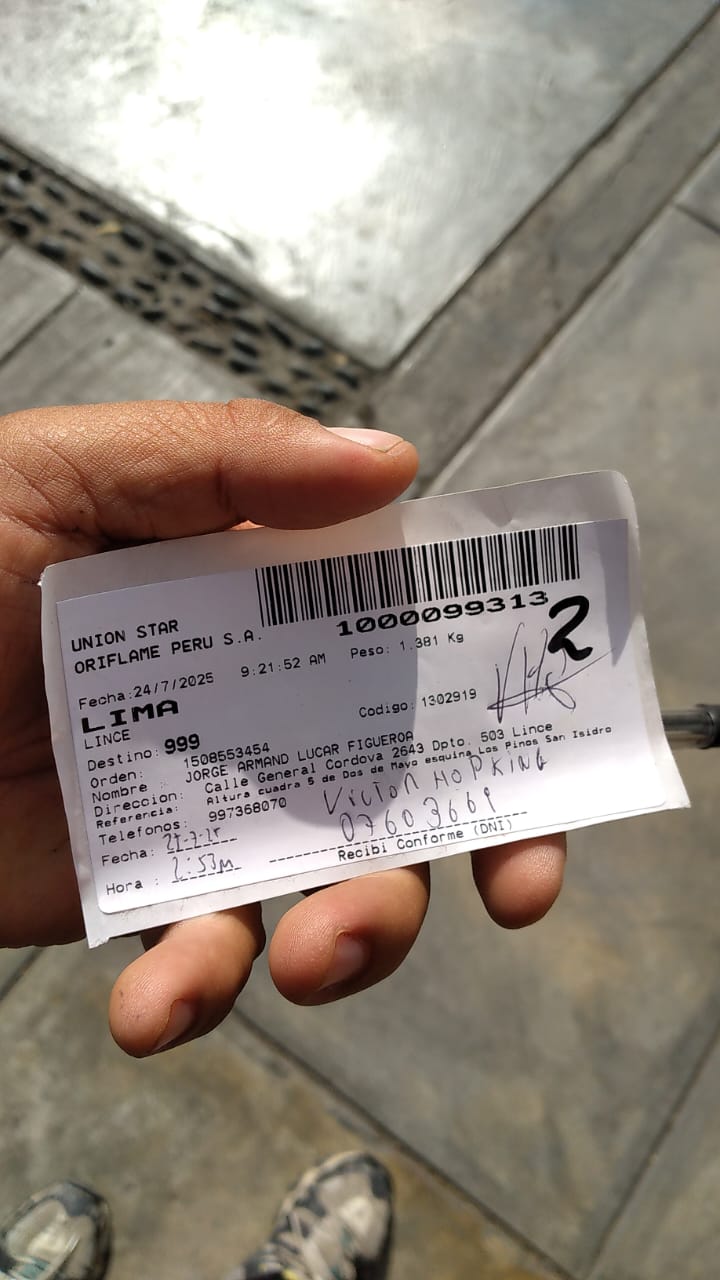 1000099313
2
UNION STAR
ORIFLAME PERU S.A.
Fecha:24/7/2025 9:21:52 AM Peso: 1.381 Kg
LIMA
LINCE Codigo: 1302919
Destino: 999
Orden: 1508553454
Nombre : JORGE ARMAND LUCAR FIGUEROA
Direccion: Calle General Cordova 2643 Dpto. 503 Lince
Referencia: Altura cuadra 5 de Dos de Mayo esquina Los Pinos San Isidro
Telefonos: 997368070
VICTOR HOPKING
Fecha:
07603669
Hora : 2:53
Recibi Conforme (DNI)